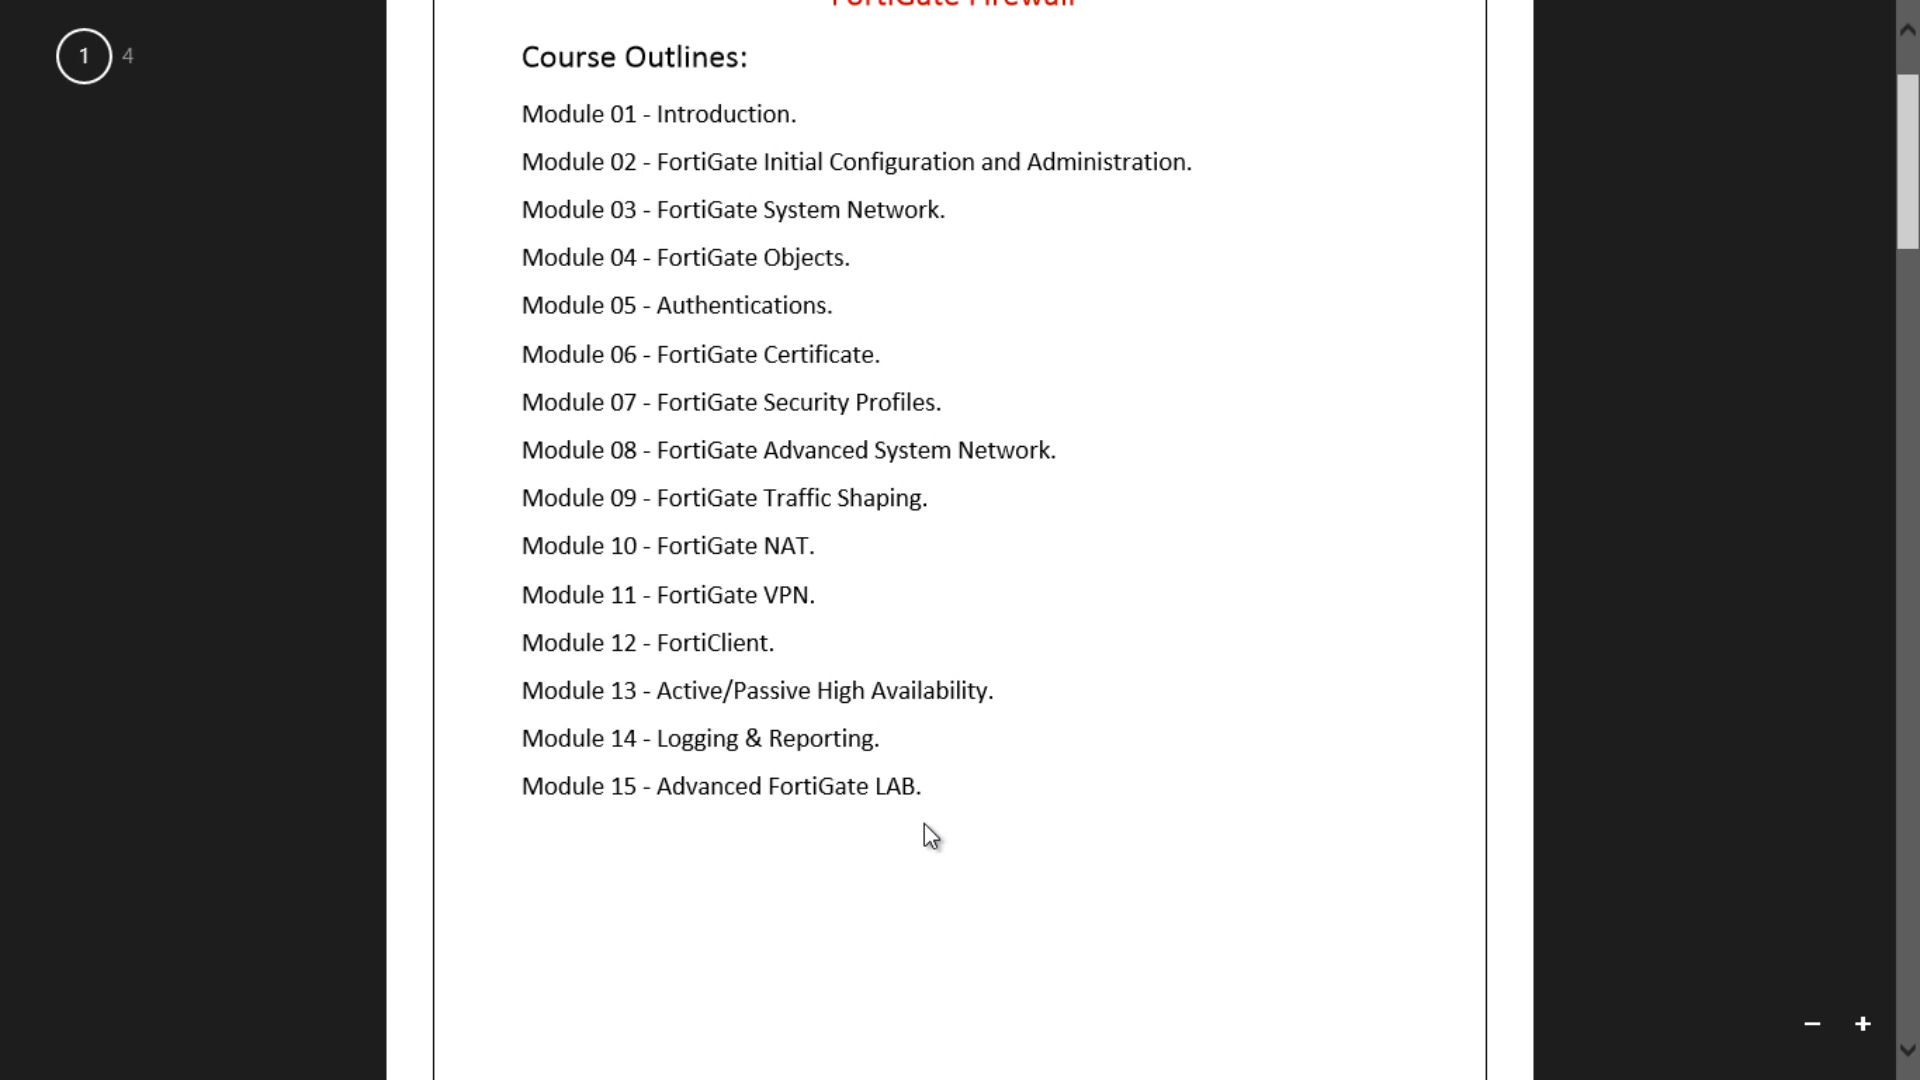 1 4
FortiGate Firewall
Course Outlines:
Module 01 - Introduction.
Module 02 - FortiGate Initial Configuration and Administration.
Module 03 - FortiGate System Network.
Module 04 - FortiGate Objects.
Module 05 - Authentications.
Module 06 - FortiGate Certificate.
Module 07 - FortiGate Security Profiles.
Module 08 - FortiGate Advanced System Network.
Module 09 - FortiGate Traffic Shaping.
Module 10 - FortiGate NAT.
Module 11 - FortiGate VPN.
Module 12 - FortiClient.
Module 13 - Active/Passive High Availability.
Module 14 - Logging & Reporting.
Module 15 - Advanced FortiGate LAB.